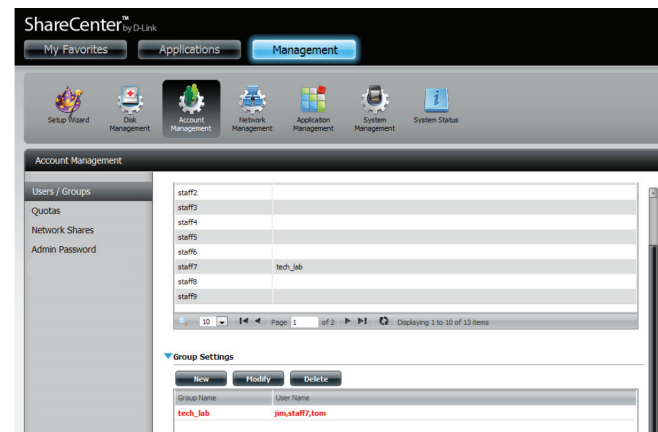 ShareCenter™ by D-Link
My Favorites Applications Management
Setup Wizard Disk Management Account Management Network Management Application Management System Management System Status
Account Management
Users / Groups
Quotas
Network Shares
Admin Password
staff2
staff3
staff4
staff5
staff6
staff7 tech_lab
staff8
staff9
10 Page 1 of 2 Displaying 1 to 10 of 13 items
Group Settings
New Modify Delete
Group Name User Name
tech_lab jim,staff7,tom